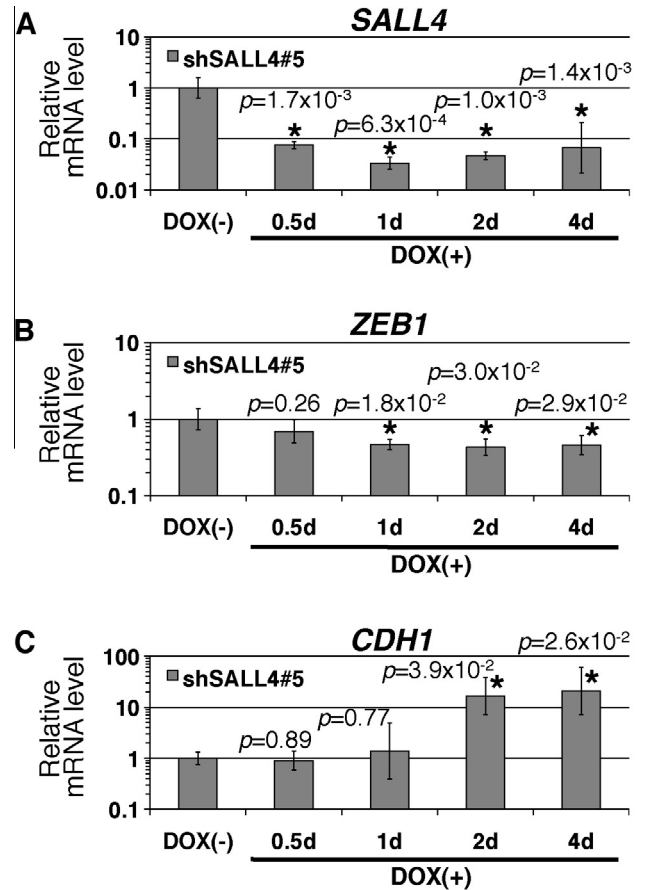 A
SALL4
Relative
mRNA level
10
1
0.1
0.01
shSALL4#5
p=1.7x10⁻³
p=6.3x10⁻⁴
p=1.0x10⁻³
p=1.4x10⁻³
* * * *
DOX(-) 0.5d 1d 2d 4d
DOX(+)
B
ZEB1
Relative
mRNA level
10
1
0.1
shSALL4#5
p=0.26
p=1.8x10⁻²
p=3.0x10⁻²
p=2.9x10⁻²
* * *
DOX(-) 0.5d 1d 2d 4d
DOX(+)
C
CDH1
Relative
mRNA level
100
10
1
0.1
shSALL4#5
p=0.89
p=0.77
p=3.9x10⁻²
p=2.6x10⁻²
* *
DOX(-) 0.5d 1d 2d 4d
DOX(+)